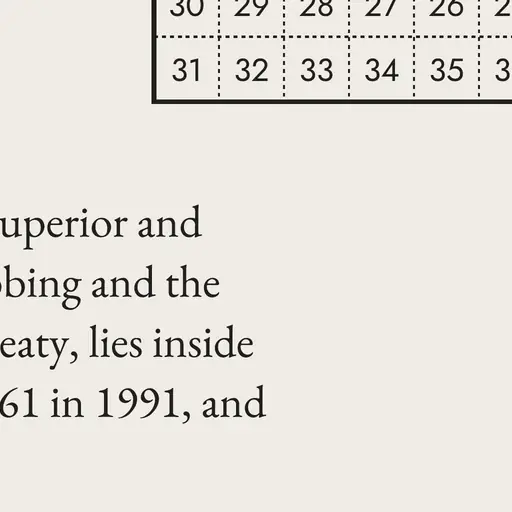 30 29 28 27 26
31 32 33 34 35
uperior and
bing and the
eaty, lies inside
61 in 1991, and